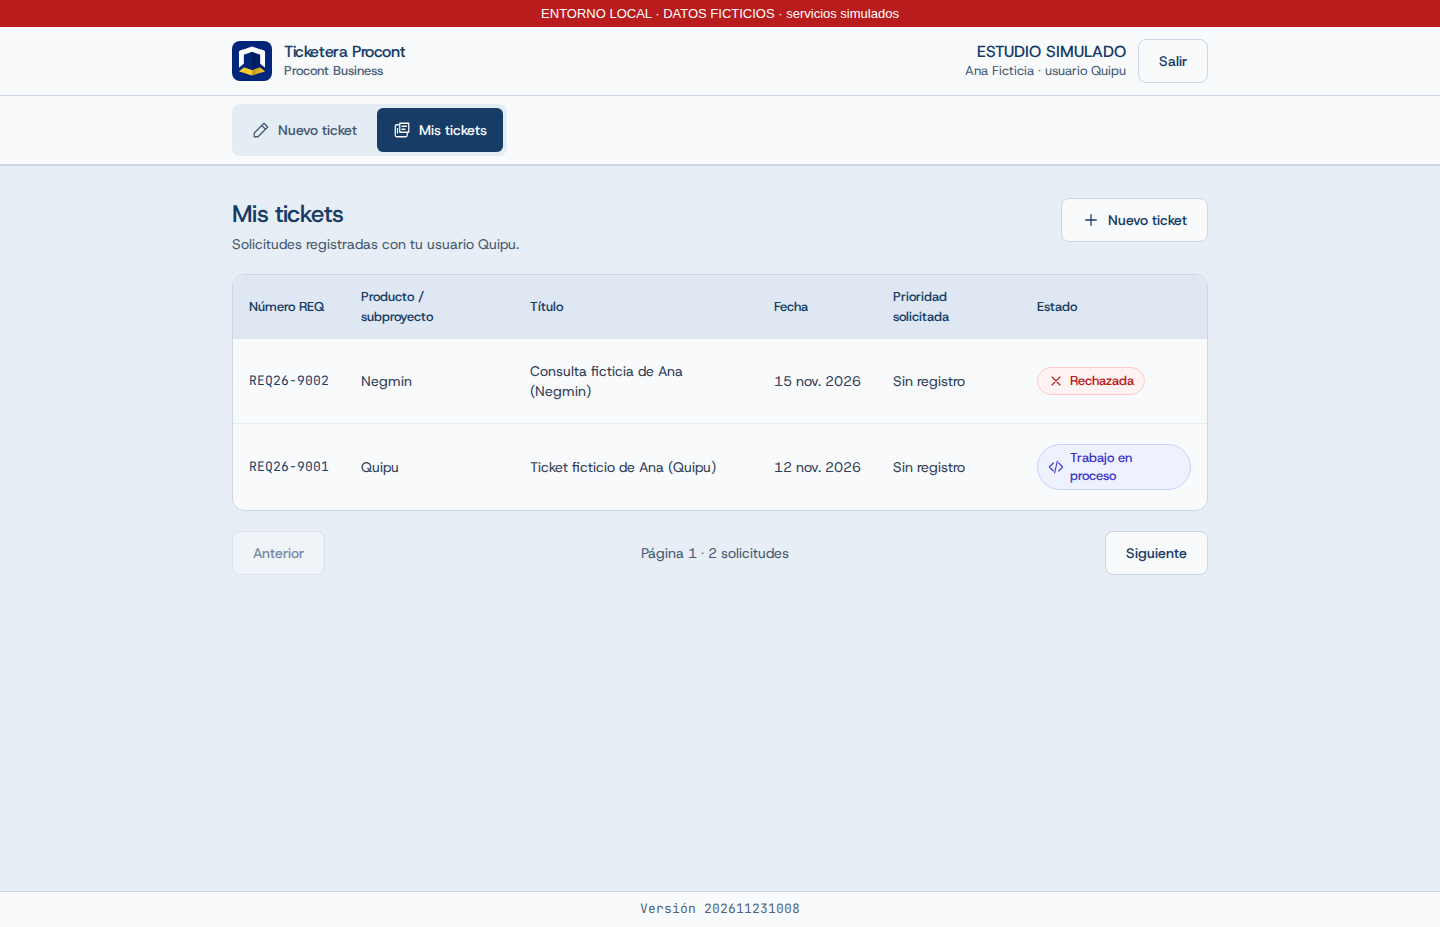 ENTORNO LOCAL · DATOS FICTICIOS · servicios simulados
Ticketera Procont
Procont Business
ESTUDIO SIMULADO
Ana Ficticia · usuario Quipu
Salir
Nuevo ticket
Mis tickets
Mis tickets
Solicitudes registradas con tu usuario Quipu.
Nuevo ticket
Número REQ
Producto /
subproyecto
Título
Fecha
Prioridad
solicitada
Estado
REQ26-9002
Negmin
Consulta ficticia de Ana
(Negmin)
15 nov. 2026
Sin registro
Rechazada
REQ26-9001
Quipu
Ticket ficticio de Ana (Quipu)
12 nov. 2026
Sin registro
Trabajo en
proceso
Anterior
Página 1 · 2 solicitudes
Siguiente
Versión 202611231008